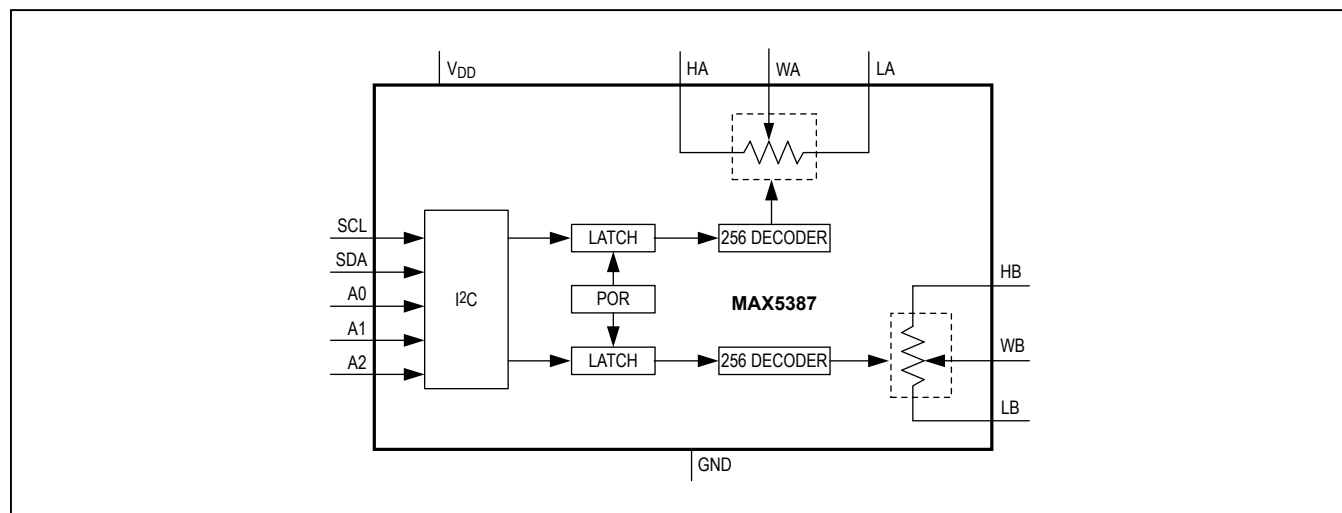 VDD
HA
WA
LA
SCL
SDA
A0
A1
A2
I2C
LATCH
256 DECODER
POR
MAX5387
LATCH
256 DECODER
HB
WB
LB
GND